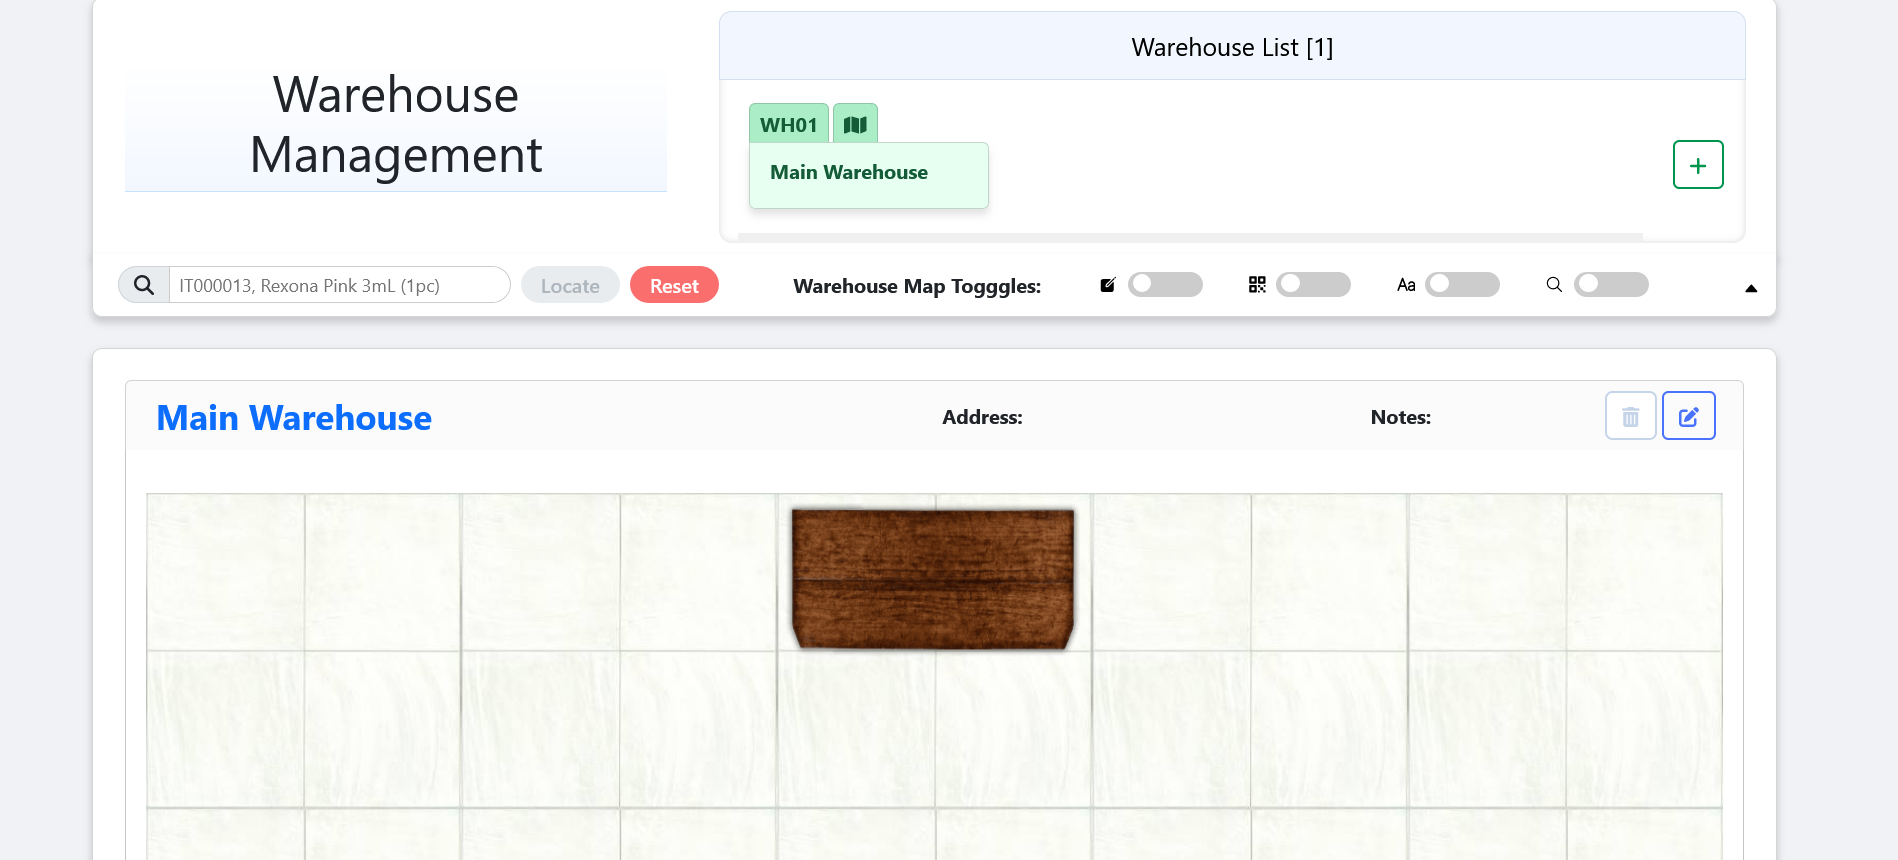 Warehouse
Management
Warehouse List [1]
WH01
Main Warehouse
+
IT000013, Rexona Pink 3mL (1pc)
Locate
Reset
Warehouse Map Togggles:
Aa
Main Warehouse
Address:
Notes: